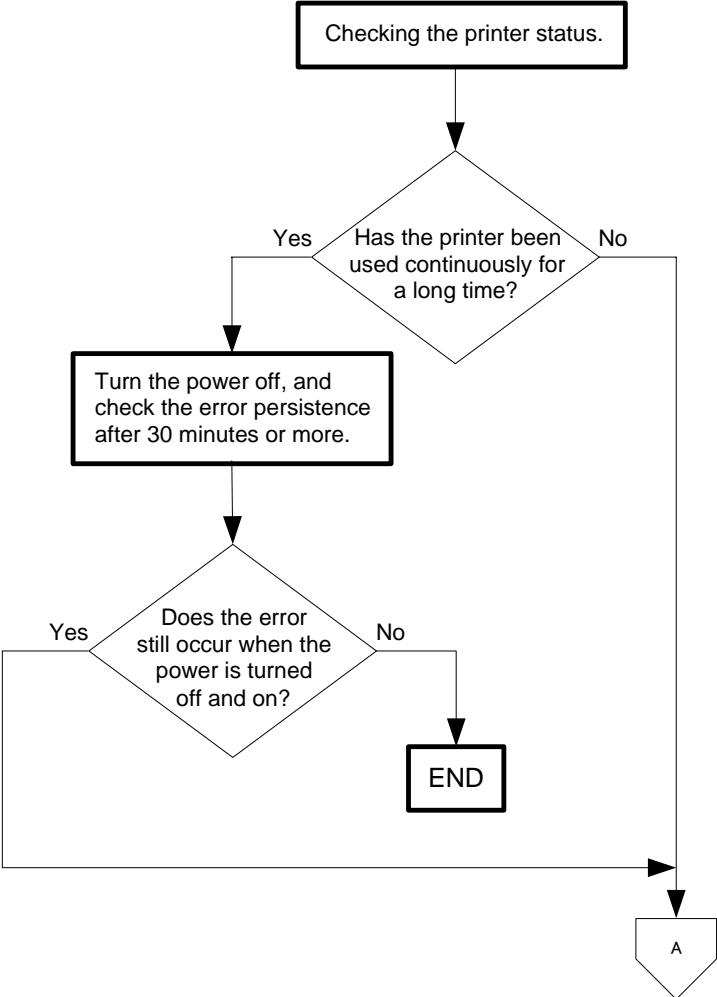 Checking the printer status.
Yes
Has the printer been
used continuously for
a long time?
No
Turn the power off, and
check the error persistence
after 30 minutes or more.
Yes
Does the error
still occur when the
power is turned
off and on?
No
END
A